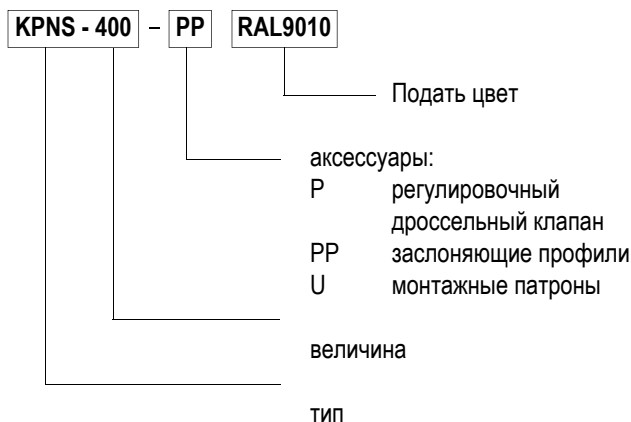 KPNS - 400 – PP RAL9010
Подать цвет
аксессуары:
P регулировочный
дроссельный клапан
PP заслоняющие профили
U монтажные патроны
величина
тип